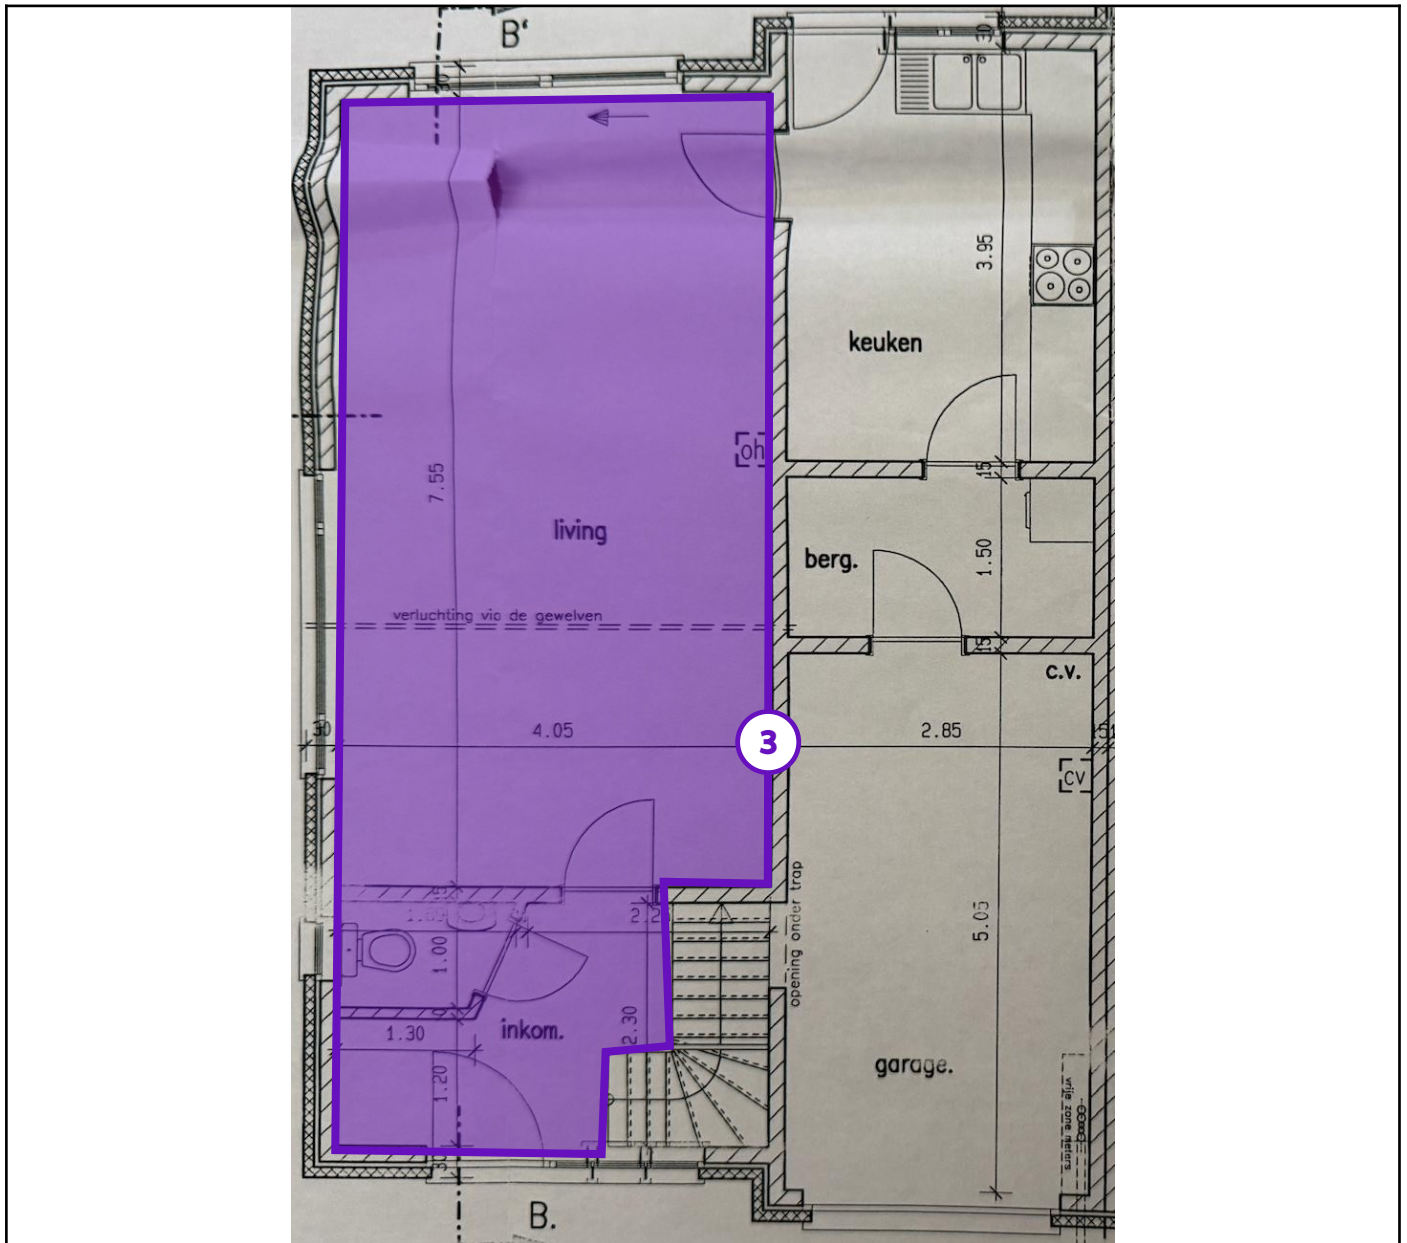 B'
30
3.95
keuken
oh
7.55
living
15
1.50
berg.
verluchting via de gewelven
15
c.v.
30
4.05
3
2.85
15
CV
15
opening onder trap
1.00
5.05
1.30
inkom.
2.30
1.20
garage.
vrije zone meters
30
B.